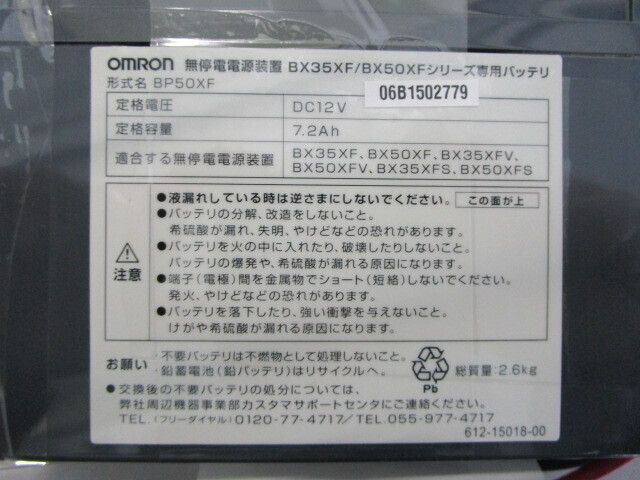 OMRON 無停電電源装置 BX35XF/BX50XFシリーズ専用バッテリ
形式名 BP50XF
06B1502779
定格電圧 DC12V
定格容量 7.2Ah
適合する無停電電源装置 BX35XF、BX50XF、BX35XFV、
BX50XFV、BX35XFS、BX50XFS
●液漏れしている時は逆さまにしないでください。 この面が上
●バッテリの分解、改造をしないこと。
希硫酸が漏れ、失明、やけどなどの恐れがあります。
●バッテリを火の中に入れたり、破壊したりしないこと。
バッテリの爆発や、希硫酸が漏れる原因になります。
注意
●端子(電極)間を金属物でショート(短絡)しないでください。
発火、やけどなどの恐れがあります。
●バッテリを落下したり、強い衝撃を与えないこと。
けがや希硫酸が漏れる原因になります。
お願い ・不要バッテリは不燃物として処理しないこと。
・鉛蓄電池(鉛バッテリ)はリサイクルへ。
Pb
総質量:2.6kg
●交換後の不要バッテリの処分については、
弊社周辺機器事業部カスタマサポートセンタにご連絡ください。
TEL.(フリーダイヤル)0120-77-4717/TEL.055-977-4717
612-15018-00